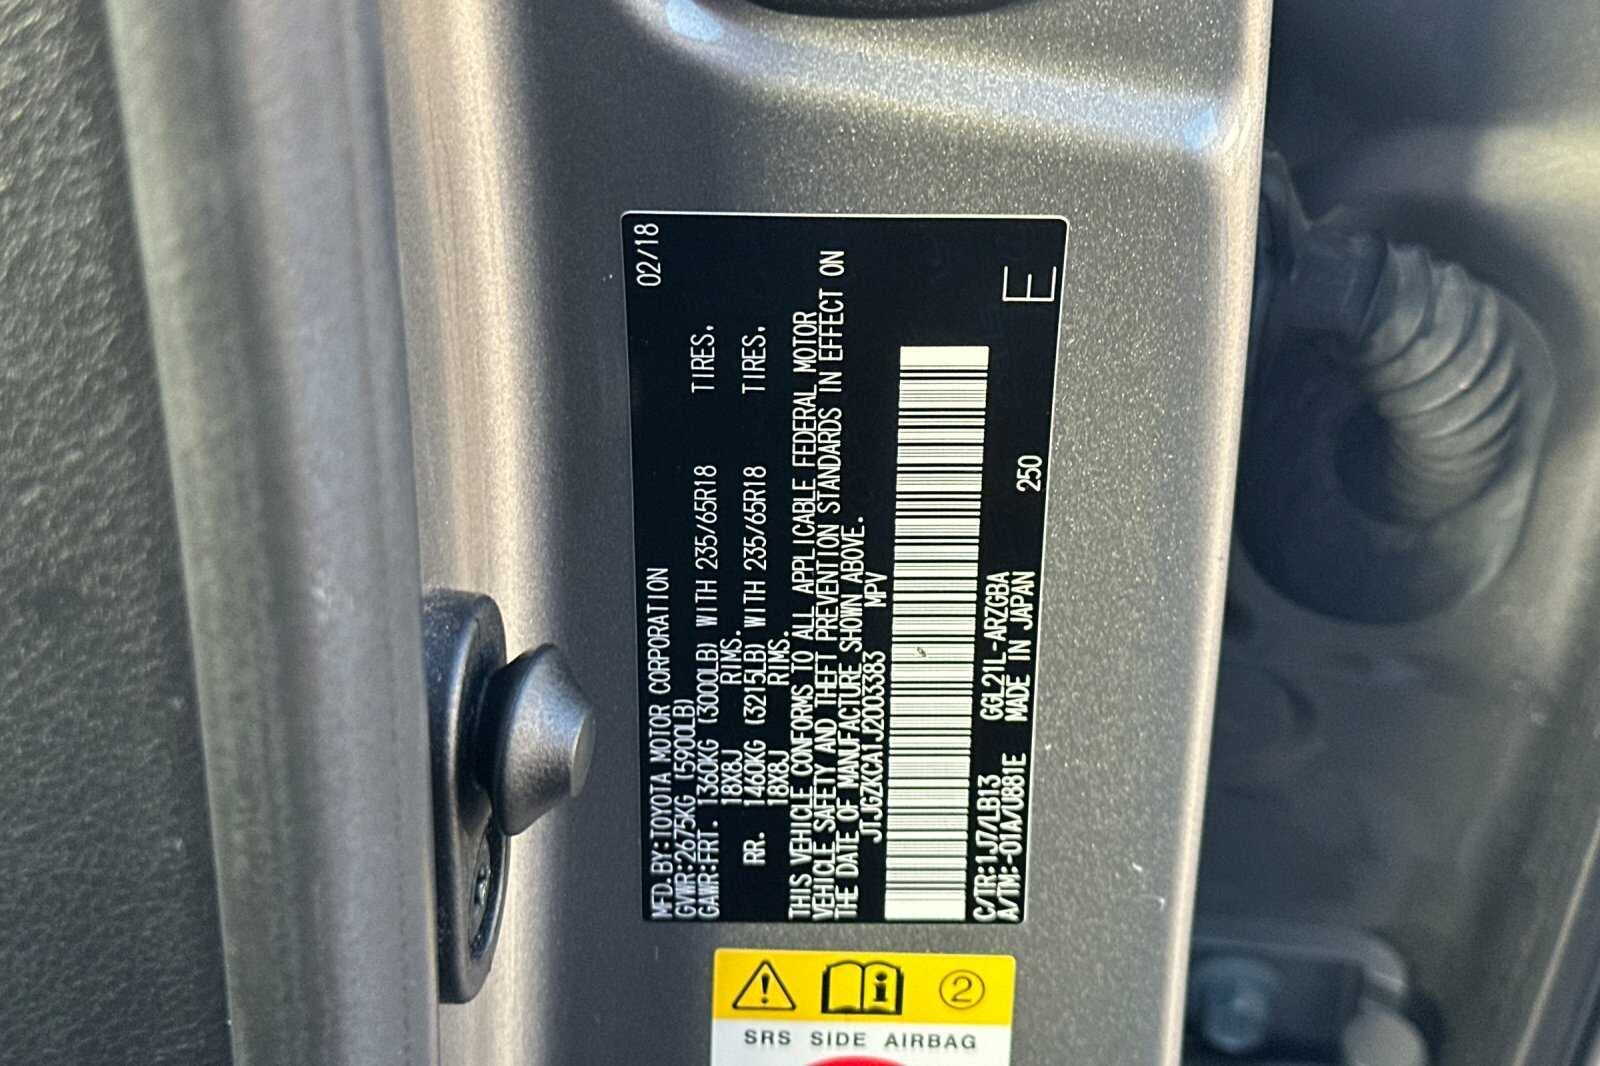 MFD.BY:TOYOTA MOTOR CORPORATION 02/18
GVWR:2675KG (5900LB)
GAWR:FRT. 1360KG (3000LB) WITH 235/65R18 TIRES.
18X8J RIMS.
RR. 1460KG (3215LB) WITH 235/65R18 TIRES.
18X8J RIMS.
THIS VEHICLE CONFORMS TO ALL APPLICABLE FEDERAL MOTOR
VEHICLE SAFETY AND THEFT PREVENTION STANDARDS IN EFFECT ON
THE DATE OF MANUFACTURE SHOWN ABOVE.
JTJGZKCA1J2003383 MPV
C/TR:1J7/LB13 GGL21L-ARZGBA
A/TM:-01A/U881E MADE IN JAPAN 250 E
2
SRS SIDE AIRBAG